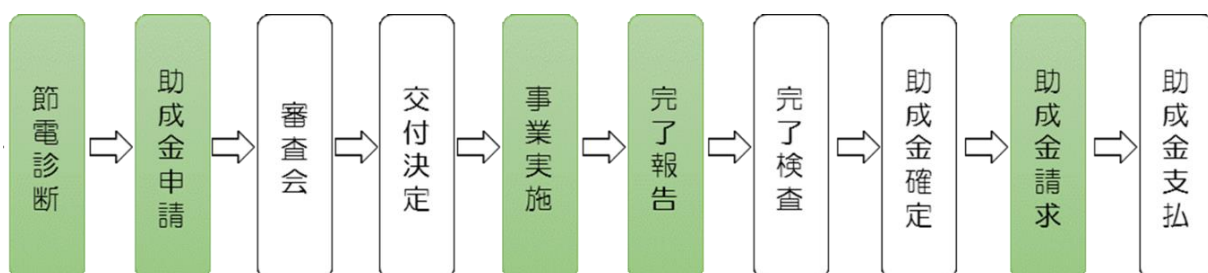 節電診断
助成金申請
審査会
交付決定
事業実施
完了報告
完了検査
助成金確定
助成金請求
助成金支払